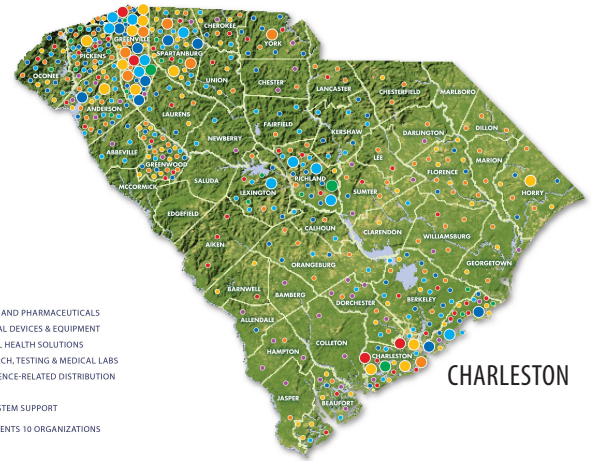 CHEROKEE
GREENVILLE
SPARTANBURG
YORK
PICKENS
OCONEE
UNION
CHESTER
LANCASTER
CHESTERFIELD
MARLBORO
ANDERSON
LAURENS
FAIRFIELD
KERSHAW
DARLINGTON
DILLON
ABBEVILLE
NEWBERRY
LEE
MARION
GREENWOOD
FLORENCE
MCCORMICK
SALUDA
RICHLAND
LEXINGTON
SUMTER
HORRY
EDGEFIELD
CALHOUN
CLARENDON
WILLIAMSBURG
AIKEN
ORANGEBURG
GEORGETOWN
BARNWELL
BAMBERG
DORCHESTER
BERKELEY
ALLENDALE
AND PHARMACEUTICALS
AL DEVICES & EQUIPMENT
L HEALTH SOLUTIONS
RCH, TESTING & MEDICAL LABS
ENCE-RELATED DISTRIBUTION
STEM SUPPORT
ENTS 10 ORGANIZATIONS
HAMPTON
COLLETON
CHARLESTON
CHARLESTON
JASPER
BEAUFORT